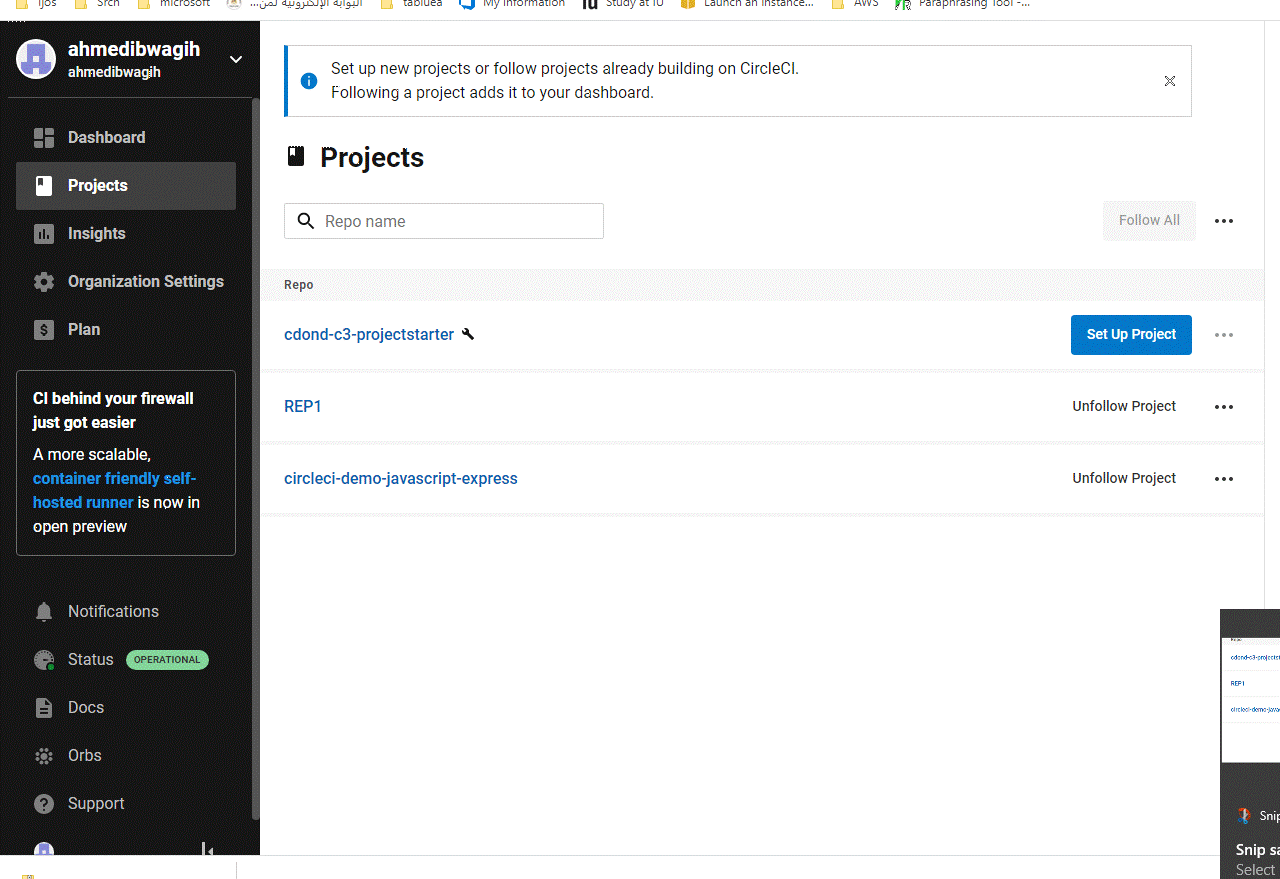 ijos
Srch
microsoft
البوابة الإلكترونية لمن...
tabluea
My information
Study at IU
Launch an instance...
AWS
Paraphrasing Tool -...
ahmedibwagih
ahmedibwagih
Dashboard
Projects
Insights
Organization Settings
Plan
CI behind your firewall
just got easier
A more scalable,
container friendly self-
hosted runner is now in
open preview
Notifications
Status OPERATIONAL
Docs
Orbs
Support
Set up new projects or follow projects already building on CircleCI.
Following a project adds it to your dashboard.
Projects
Repo name
Follow All
Repo
cdond-c3-projectstarter
Set Up Project
REP1
Unfollow Project
circleci-demo-javascript-express
Unfollow Project
cdond-c3-projectst
REP1
circleci-demo-javas
Snip
Snip sa
Select